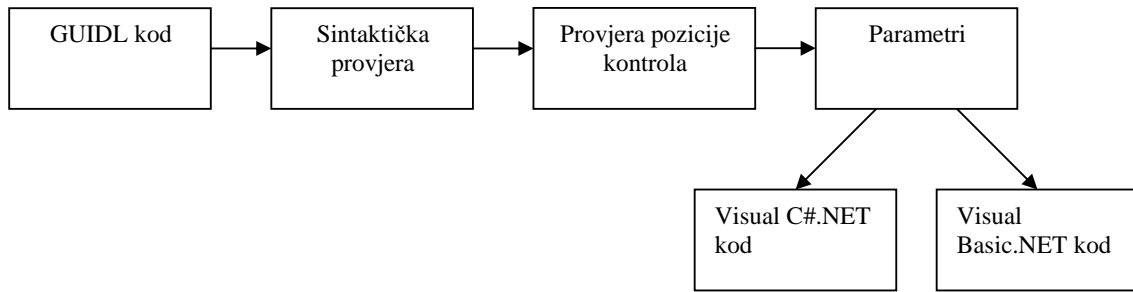 GUIDL kod
Sintaktička
provjera
Provjera pozicije
kontrola
Parametri
Visual C#.NET
kod
Visual
Basic.NET kod